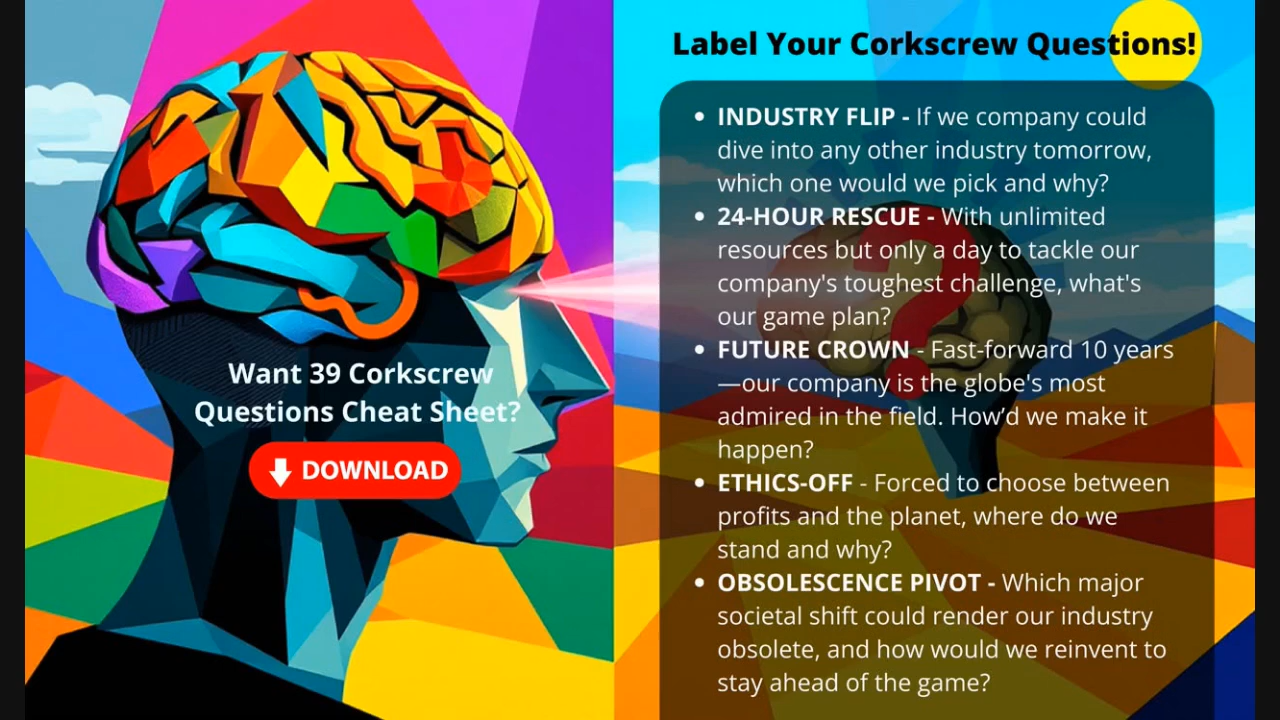 Label Your Corkscrew Questions!
• INDUSTRY FLIP - If we company could
dive into any other industry tomorrow,
which one would we pick and why?
• 24-HOUR RESCUE - With unlimited
resources but only a day to tackle our
company's toughest challenge, what's
our game plan?
• FUTURE CROWN - Fast-forward 10 years
—our company is the globe's most
admired in the field. How’d we make it
happen?
• ETHICS-OFF - Forced to choose between
profits and the planet, where do we
stand and why?
• OBSOLESCENCE PIVOT - Which major
societal shift could render our industry
obsolete, and how would we reinvent to
stay ahead of the game?
Want 39 Corkscrew
Questions Cheat Sheet?
DOWNLOAD